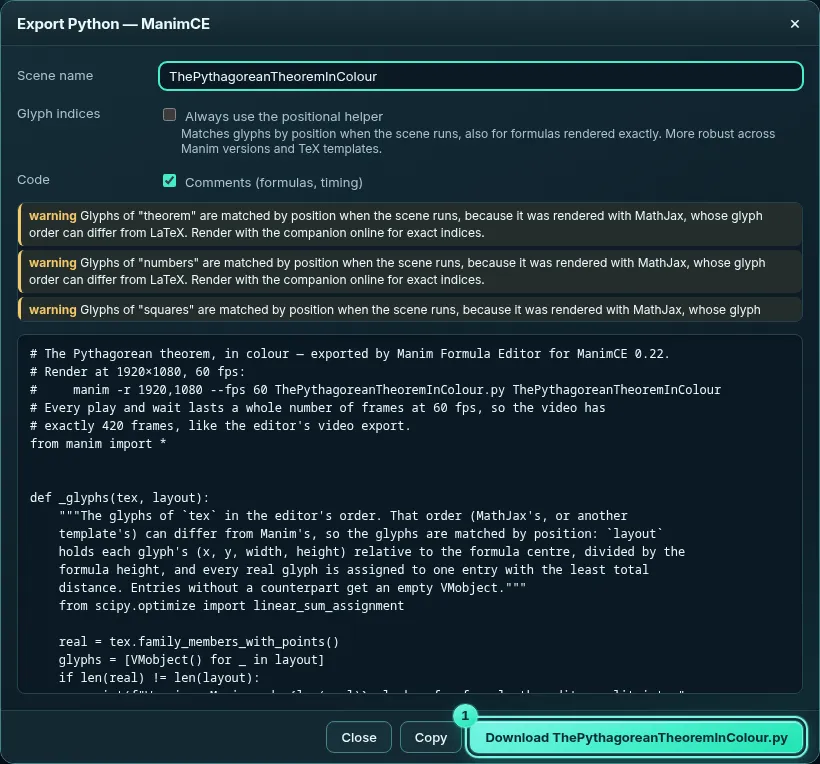 Export Python — ManimCE
×
Scene name
ThePythagoreanTheoremInColour
Glyph indices
Always use the positional helper
Matches glyphs by position when the scene runs, also for formulas rendered exactly. More robust across
Manim versions and TeX templates.
Code
Comments (formulas, timing)
warning Glyphs of "theorem" are matched by position when the scene runs, because it was rendered with MathJax, whose glyph
order can differ from LaTeX. Render with the companion online for exact indices.
warning Glyphs of "numbers" are matched by position when the scene runs, because it was rendered with MathJax, whose glyph
order can differ from LaTeX. Render with the companion online for exact indices.
warning Glyphs of "squares" are matched by position when the scene runs, because it was rendered with MathJax, whose glyph
# The Pythagorean theorem, in colour — exported by Manim Formula Editor for ManimCE 0.22.
# Render at 1920×1080, 60 fps:
#     manim -r 1920,1080 --fps 60 ThePythagoreanTheoremInColour.py ThePythagoreanTheoremInColour
# Every play and wait lasts a whole number of frames at 60 fps, so the video has
# exactly 420 frames, like the editor's video export.
from manim import *
def _glyphs(tex, layout):
    """The glyphs of `tex` in the editor's order. That order (MathJax's, or another
    template's) can differ from Manim's, so the glyphs are matched by position: `layout`
    holds each glyph's (x, y, width, height) relative to the formula centre, divided by the
    formula height, and every real glyph is assigned to one entry with the least total
    distance. Entries without a counterpart get an empty VMobject."""
    from scipy.optimize import linear_sum_assignment
    real = tex.family_members_with_points()
    glyphs = [VMobject() for _ in layout]
    if len(real) != len(layout):
Close
Copy
1
Download ThePythagoreanTheoremInColour.py